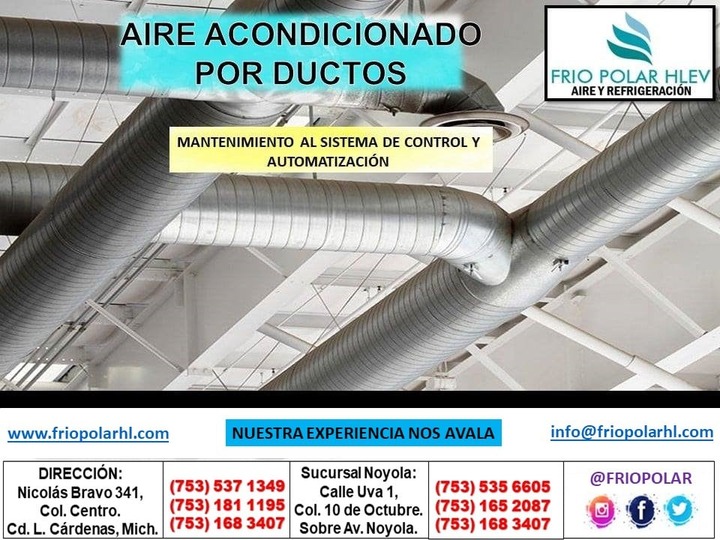 AIRE ACONDICIONADO
POR DUCTOS
FRIO POLAR HLEV
AIRE Y REFRIGERACIÓN
MANTENIMIENTO AL SISTEMA DE CONTROL Y
AUTOMATIZACIÓN
www.friopolarhl.com
NUESTRA EXPERIENCIA NOS AVALA
info@friopolarhl.com
DIRECCIÓN:
Nicolás Bravo 341,
Col. Centro.
Cd. L. Cárdenas, Mich.
(753) 537 1349
(753) 181 1195
(753) 168 3407
Sucursal Noyola:
Calle Uva 1,
Col. 10 de Octubre.
Sobre Av. Noyola.
(753) 535 6605
(753) 165 2087
(753) 168 3407
@FRIOPOLAR